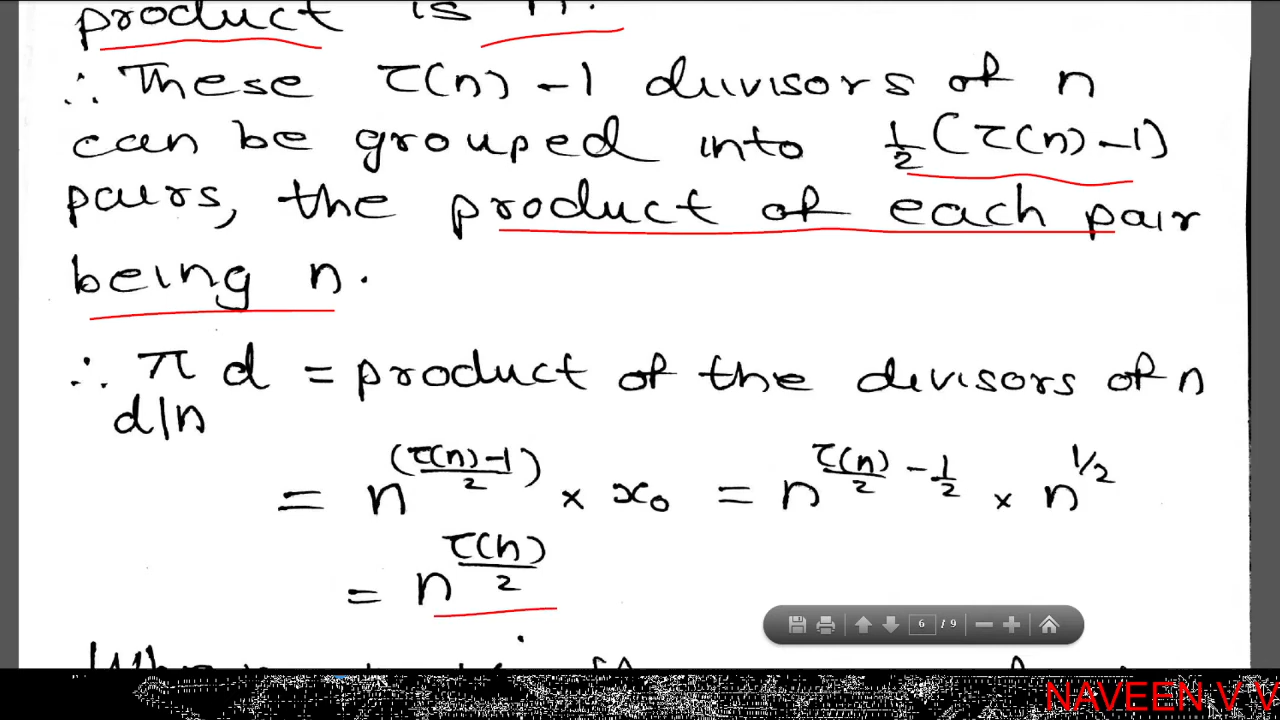 product is n.
∴ These τ(n)-1 divisors of n
can be grouped into 1/2 (τ(n)-1)
pairs, the product of each pair
being n.
∴ π d = product of the divisors of n
d|n
= n^((τ(n)-1)/2) × x₀ = n^(τ(n)/2 - 1/2) × n^(1/2)
= n^(τ(n)/2)
6 / 9
NAVEEN V V